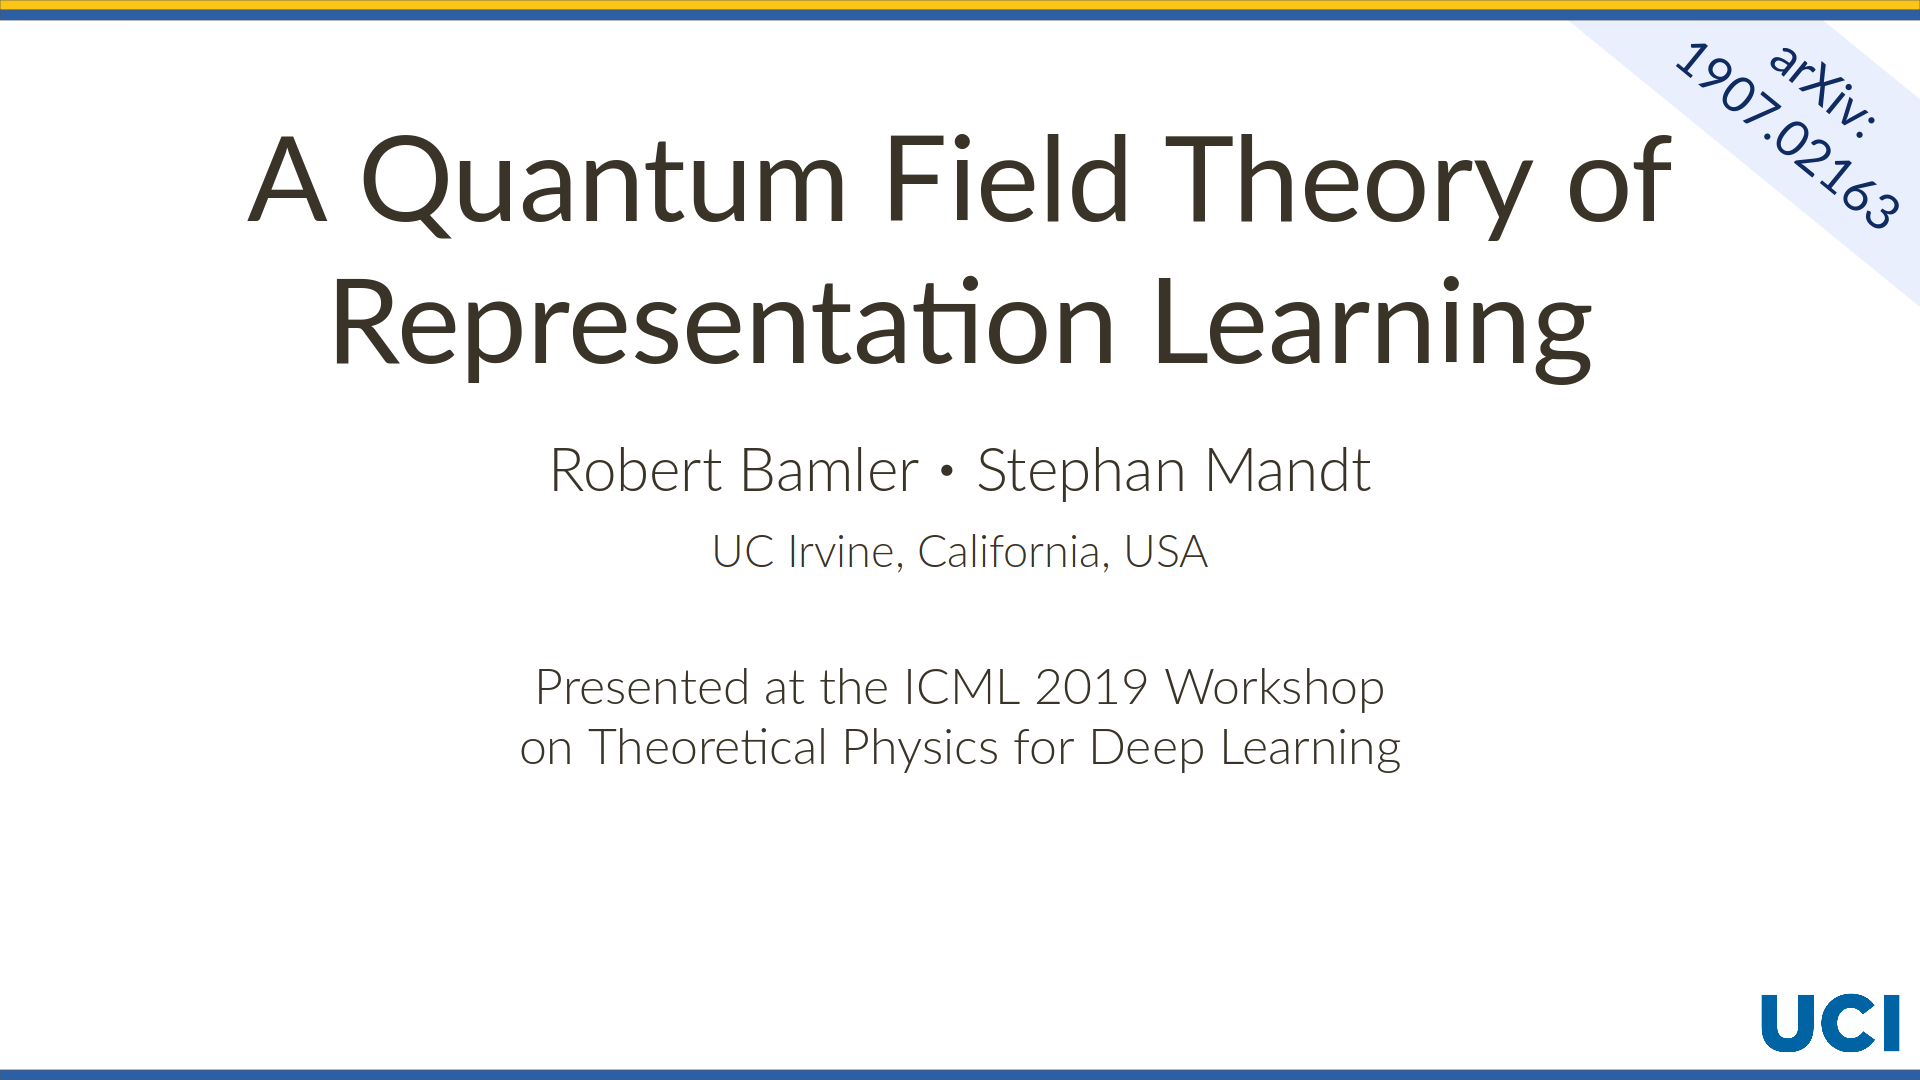 arXiv:
1907.02163
A Quantum Field Theory of
Representation Learning
Robert Bamler • Stephan Mandt
UC Irvine, California, USA
Presented at the ICML 2019 Workshop
on Theoretical Physics for Deep Learning
UCI